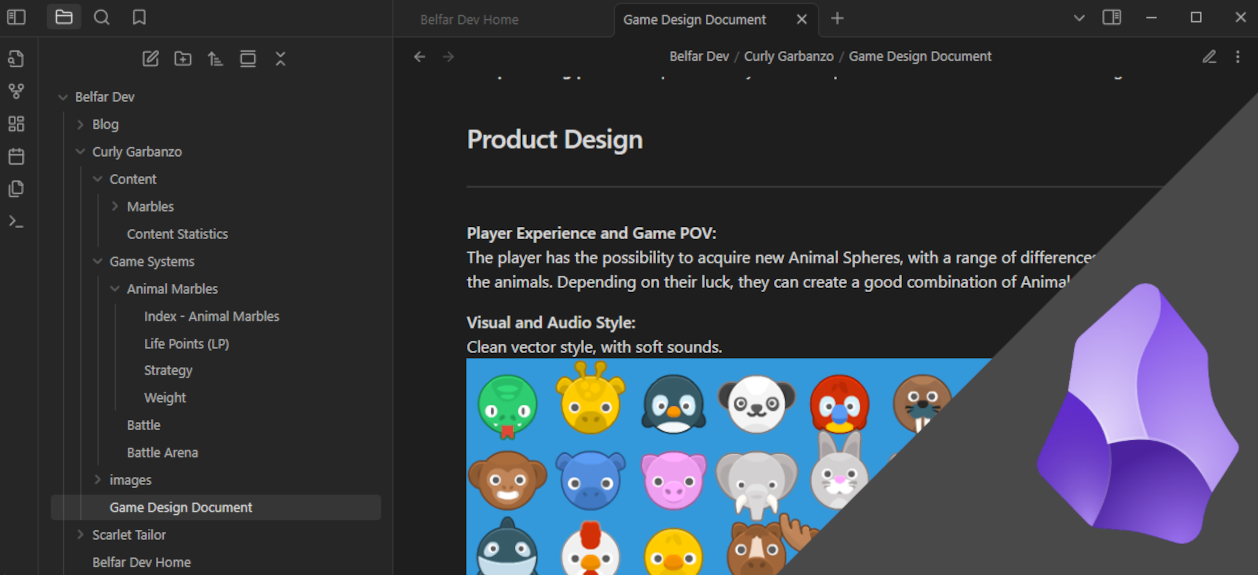 Belfar Dev Home
Game Design Document
Belfar Dev / Curly Garbanzo / Game Design Document
Belfar Dev
Blog
Curly Garbanzo
Content
Marbles
Content Statistics
Game Systems
Animal Marbles
Index - Animal Marbles
Life Points (LP)
Strategy
Weight
Battle
Battle Arena
images
Game Design Document
Scarlet Tailor
Belfar Dev Home
Product Design
Player Experience and Game POV:
The player has the possibility to acquire new Animal Spheres, with a range of differences
the animals. Depending on their luck, they can create a good combination of Animal
Visual and Audio Style:
Clean vector style, with soft sounds.